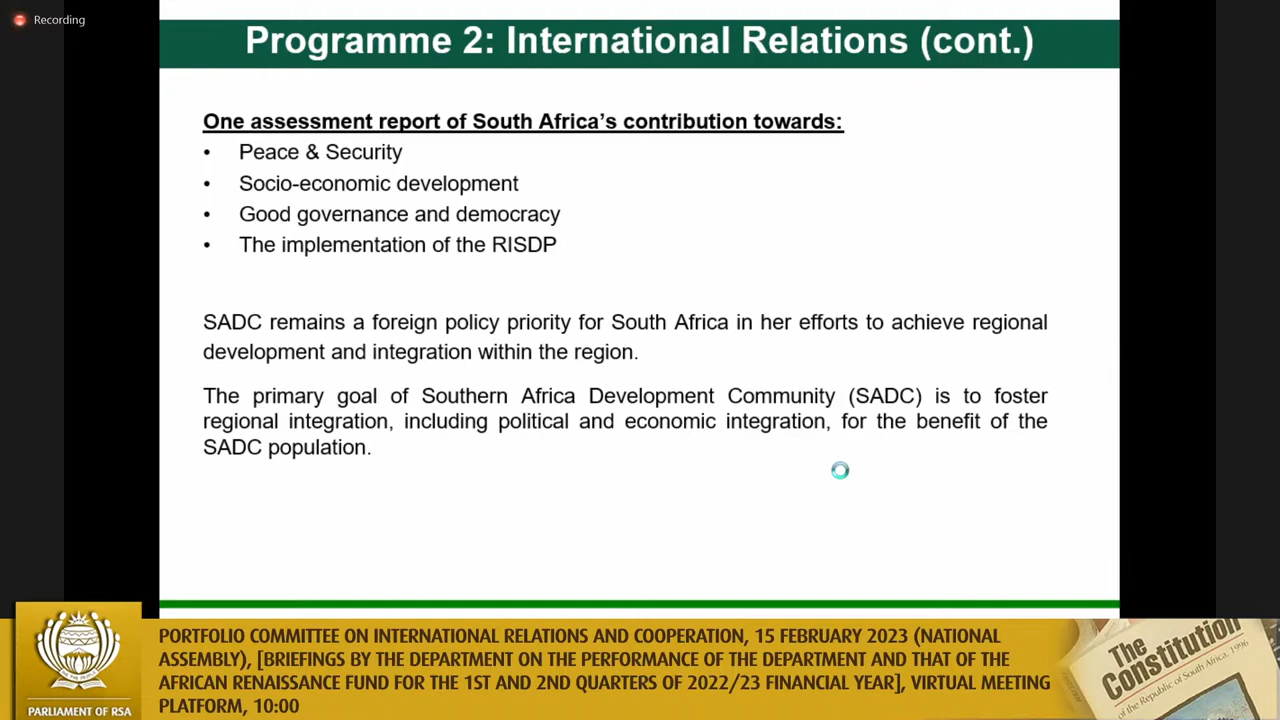 Recording
Programme 2: International Relations (cont.)
One assessment report of South Africa's contribution towards:
• Peace & Security
• Socio-economic development
• Good governance and democracy
• The implementation of the RISDP
SADC remains a foreign policy priority for South Africa in her efforts to achieve regional
development and integration within the region.
The primary goal of Southern Africa Development Community (SADC) is to foster
regional integration, including political and economic integration, for the benefit of the
SADC population.
PORTFOLIO COMMITTEE ON INTERNATIONAL RELATIONS AND COOPERATION, 15 FEBRUARY 2023 (NATIONAL
ASSEMBLY), [BRIEFINGS BY THE DEPARTMENT ON THE PERFORMANCE OF THE DEPARTMENT AND THAT OF THE
AFRICAN RENAISSANCE FUND FOR THE 1ST AND 2ND QUARTERS OF 2022/23 FINANCIAL YEAR], VIRTUAL MEETING
PLATFORM, 10:00
PARLIAMENT OF RSA
The
Constitution
of the Republic of South Africa, 1996